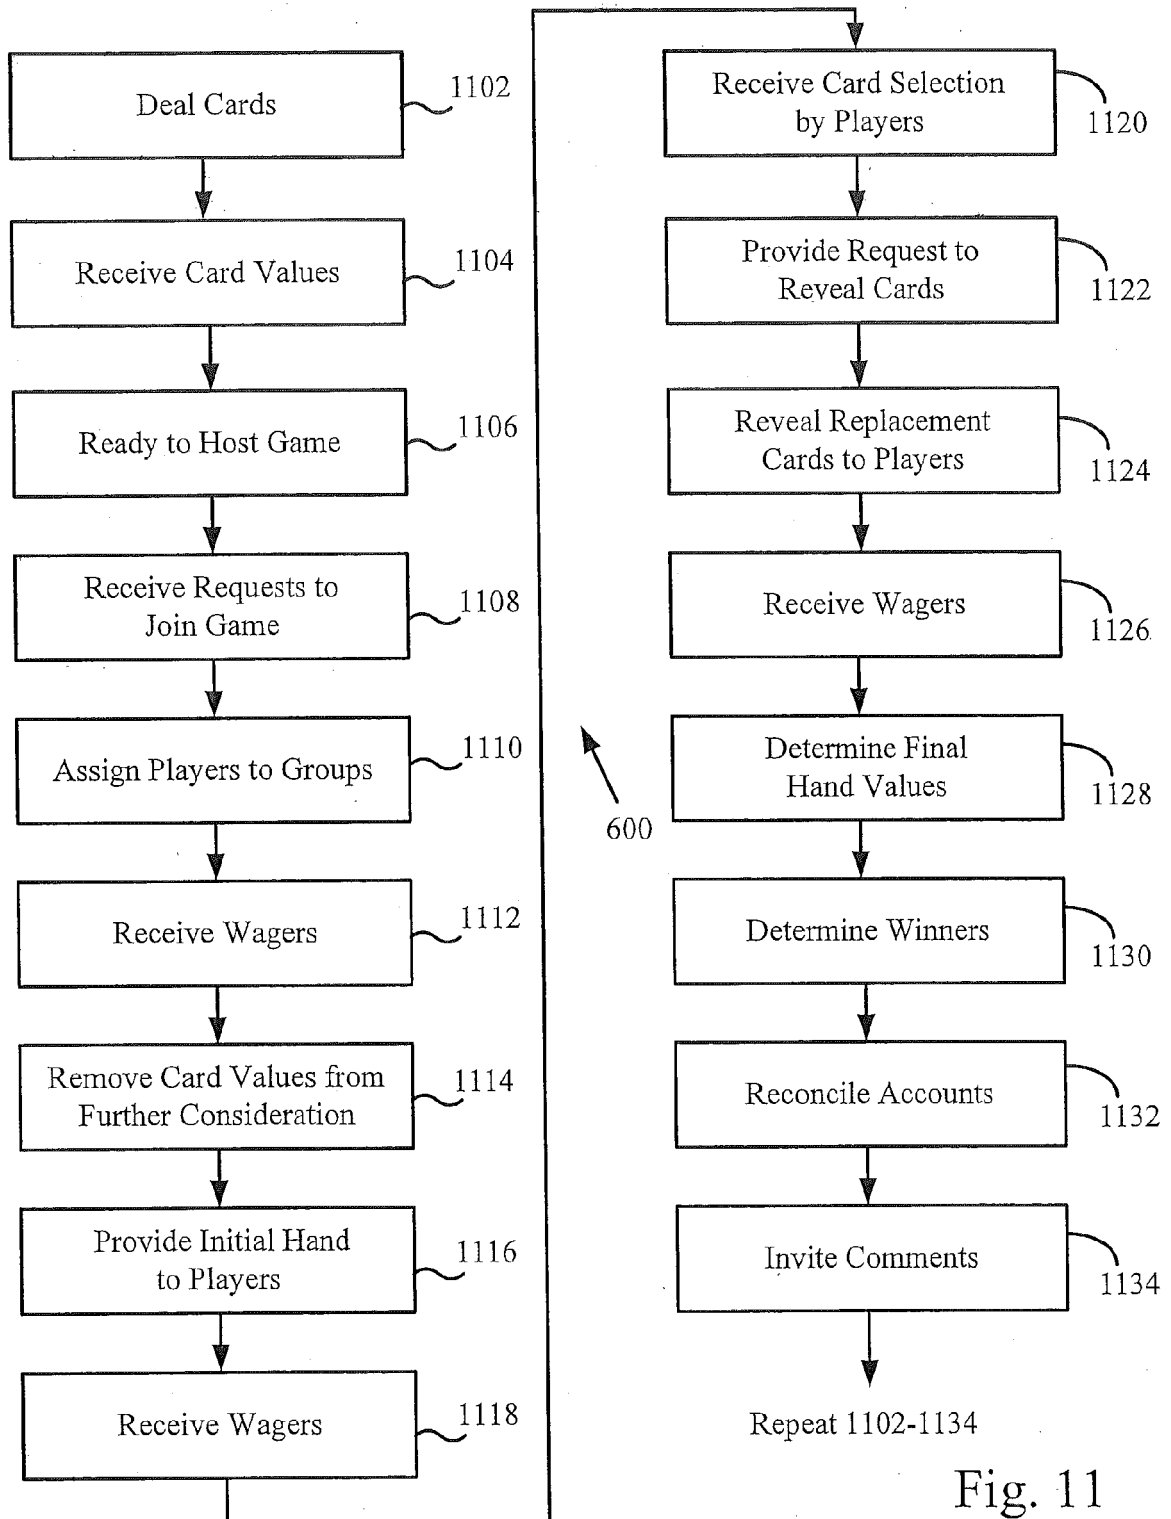 Deal Cards
1102
Receive Card Values
1104
Ready to Host Game
1106
Receive Requests to
Join Game
1108
Assign Players to Groups
1110
Receive Wagers
1112
Remove Card Values from
Further Consideration
1114
Provide Initial Hand
to Players
1116
Receive Wagers
1118
600
Receive Card Selection
by Players
1120
Provide Request to
Reveal Cards
1122
Reveal Replacement
Cards to Players
1124
Receive Wagers
1126
Determine Final
Hand Values
1128
Determine Winners
1130
Reconcile Accounts
1132
Invite Comments
1134
Repeat 1102-1134
Fig. 11